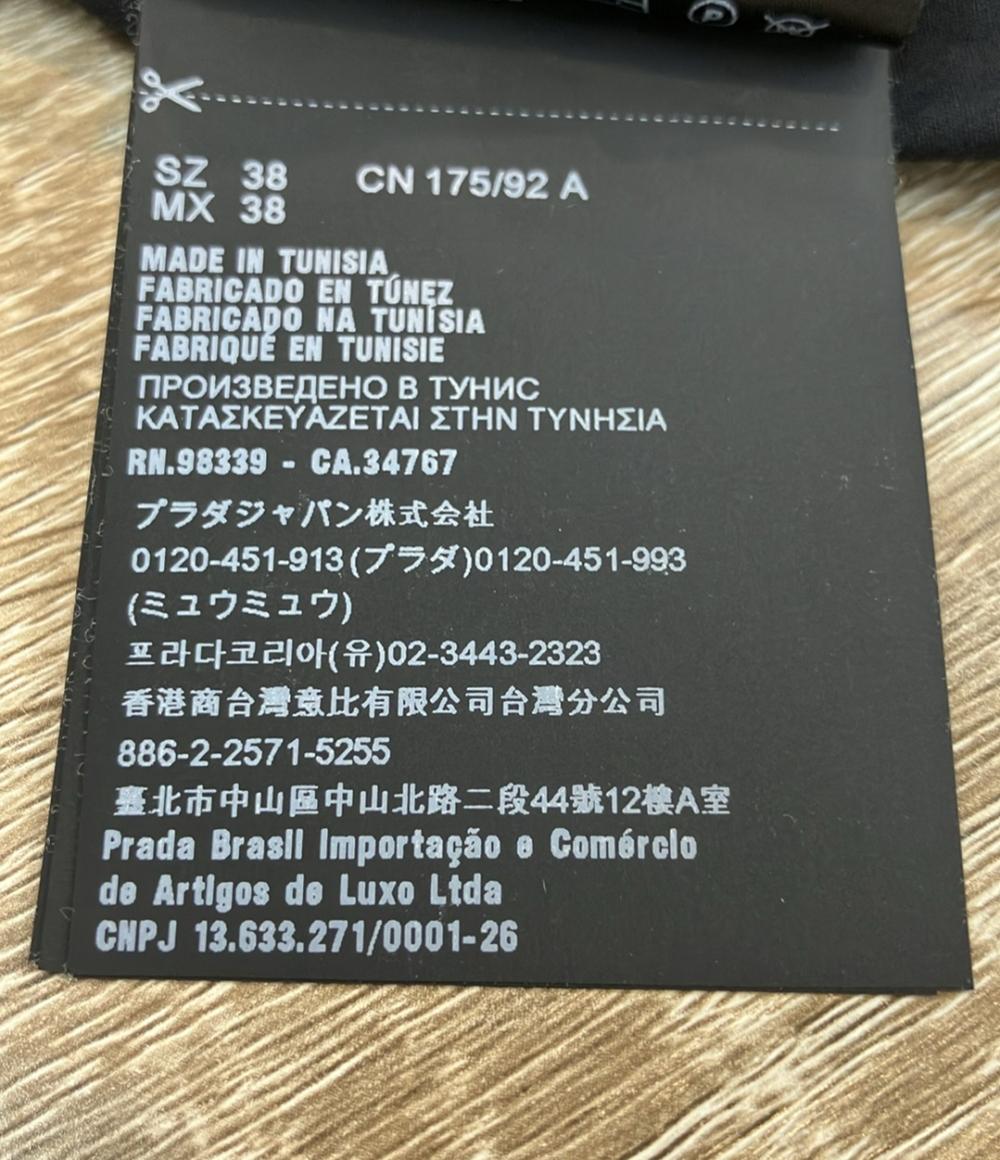 SZ 38 CN 175/92 A
MX 38
MADE IN TUNISIA
FABRICADO EN TÚNEZ
FABRICADO NA TUNÍSIA
FABRIQUÉ EN TUNISIE
ПРОИЗВЕДЕНО В ТУНИС
ΚΑΤΑΣΚΕΥΑΖΕΤΑΙ ΣΤΗΝ ΤΥΝΗΣΙΑ
RN.98339 - CA.34767
プラダジャパン株式会社
0120-451-913(プラダ)0120-451-993
(ミュウミュウ)
프라다코리아(유)02-3443-2323
香港商台灣意比有限公司台灣分公司
886-2-2571-5255
臺北市中山區中山北路二段44號12樓A室
Prada Brasil Importação e Comércio
de Artigos de Luxo Ltda
CNPJ 13.633.271/0001-26